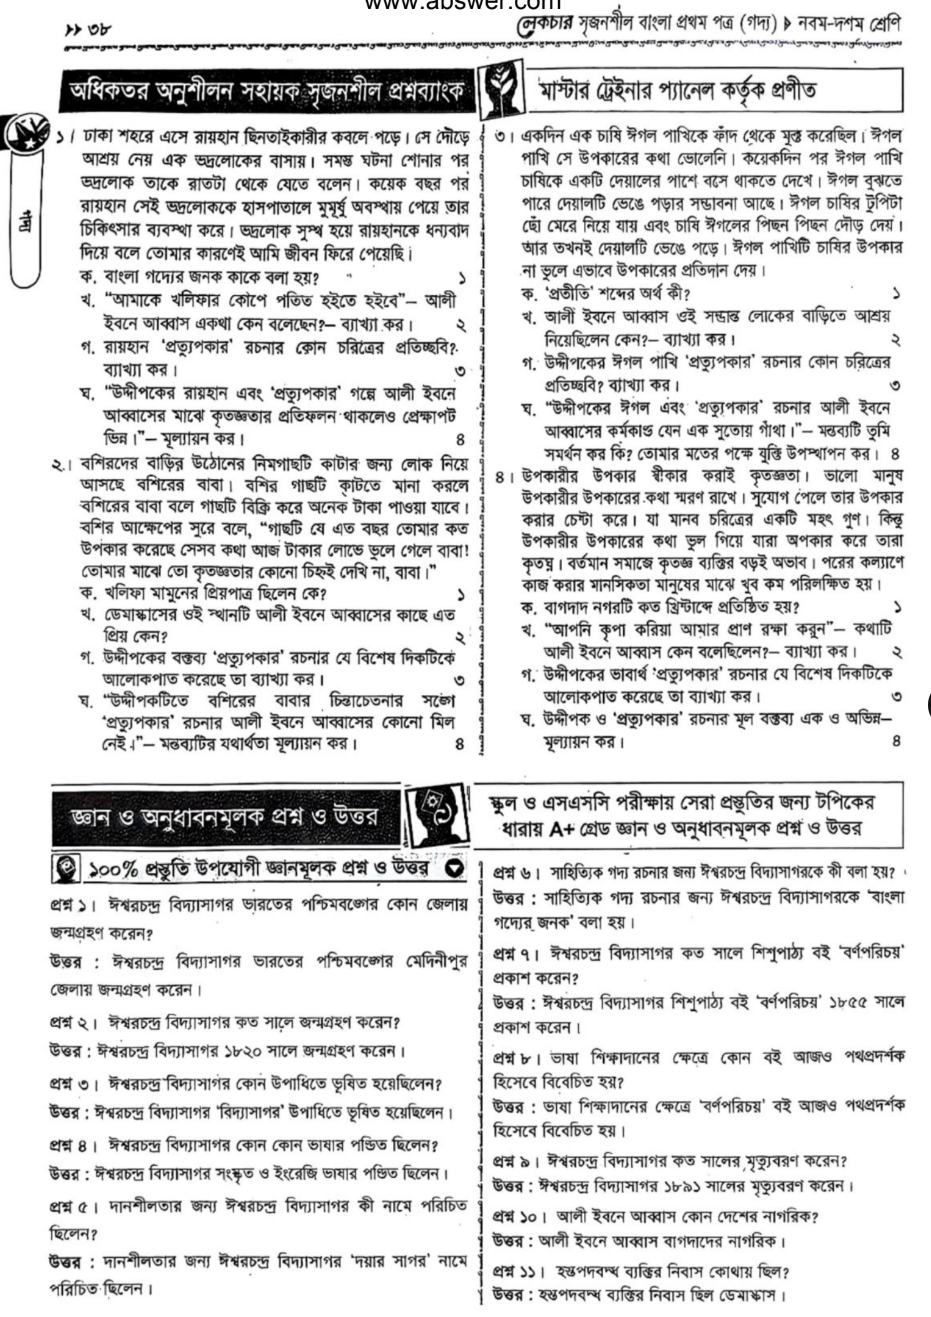 www.abswer.com
৩৮
লেকচার সৃজনশীল বাংলা প্রথম পত্র (গদ্য) নবম-দশম শ্রেণি
অধিকতর অনুশীলন সহায়ক সৃজনশীল প্রশ্নব্যাংক
মাস্টার ট্রেইনার প্যানেল কর্তৃক প্রণীত
গদ্য
১। ঢাকা শহরে এসে রায়হান ছিনতাইকারীর কবলে পড়ে। সে দৌড়ে
আশ্রয় নেয় এক ভদ্রলোকের বাসায়। সমস্ত ঘটনা শোনার পর
ভদ্রলোক তাকে রাতটা থেকে যেতে বলেন। কয়েক বছর পর
রায়হান সেই ভদ্রলোককে হাসপাতালে মুমূর্ষু অবস্থায় পেয়ে তার
চিকিৎসার ব্যবস্থা করে। ভদ্রলোক সুস্থ হয়ে রায়হানকে ধন্যবাদ
দিয়ে বলে তোমার কারণেই আমি জীবন ফিরে পেয়েছি।
ক. বাংলা গদ্যের জনক কাকে বলা হয়? ১
খ. “আমাকে খলিফার কোপে পতিত হইতে হইবে”– আলী
ইবনে আব্বাস একথা কেন বলেছেন?– ব্যাখ্যা কর। ২
গ. রায়হান ‘প্রত্যুপকার’ রচনার কোন চরিত্রের প্রতিচ্ছবি?
ব্যাখ্যা কর। ৩
ঘ. “উদ্দীপকের রায়হান এবং ‘প্রত্যুপকার’ গল্পে আলী ইবনে
আব্বাসের মাঝে কৃতজ্ঞতার প্রতিফলন থাকলেও প্রেক্ষাপট
ভিন্ন।”– মূল্যায়ন কর। ৪
২। বশিরদের বাড়ির উঠোনের নিমগাছটি কাটার জন্য লোক নিয়ে
আসছে বশিরের বাবা। বশির গাছটি কাটতে মানা করলে
বশিরের বাবা বলে গাছটি বিক্রি করে অনেক টাকা পাওয়া যাবে।
বশির আক্ষেপের সুরে বলে, “গাছটি যে এত বছর তোমার কত
উপকার করেছে সেসব কথা আজ টাকার লোভে ভুলে গেলে বাবা!
তোমার মাঝে তো কৃতজ্ঞতার কোনো চিহ্নই দেখি না, বাবা।”
ক. খলিফা মামুনের প্রিয়পাত্র ছিলেন কে? ১
খ. ডেমাস্কাসের ওই স্থানটি আলী ইবনে আব্বাসের কাছে এত
প্রিয় কেন? ২
গ. উদ্দীপকের বক্তব্য ‘প্রত্যুপকার’ রচনার যে বিশেষ দিকটিকে
আলোকপাত করেছে তা ব্যাখ্যা কর। ৩
ঘ. “উদ্দীপকটিতে বশিরের বাবার চিন্তাচেতনার সঙ্গে
‘প্রত্যুপকার’ রচনার আলী ইবনে আব্বাসের কোনো মিল
নেই।”– মন্তব্যটির যথার্থতা মূল্যায়ন কর। ৪
৩। একদিন এক চাষি ঈগল পাখিকে ফাঁদ থেকে মুক্ত করেছিল। ঈগল
পাখি সে উপকারের কথা ভোলেনি। কয়েকদিন পর ঈগল পাখি
চাষিকে একটি দেয়ালের পাশে বসে থাকতে দেখে। ঈগল বুঝতে
পারে দেয়ালটি ভেঙে পড়ার সম্ভাবনা আছে। ঈগল চাষির টুপিটা
ছোঁ মেরে নিয়ে যায় এবং চাষি ঈগলের পিছন পিছন দৌড় দেয়।
আর তখনই দেয়ালটি ভেঙে পড়ে। ঈগল পাখিটি চাষির উপকার
না ভুলে এভাবে উপকারের প্রতিদান দেয়।
ক. ‘প্রতীতি’ শব্দের অর্থ কী? ১
খ. আলী ইবনে আব্বাস ওই সম্ভ্রান্ত লোকের বাড়িতে আশ্রয়
নিয়েছিলেন কেন?– ব্যাখ্যা কর। ২
গ. উদ্দীপকের ঈগল পাখি ‘প্রত্যুপকার’ রচনার কোন চরিত্রের
প্রতিচ্ছবি? ব্যাখ্যা কর। ৩
ঘ. “উদ্দীপকের ঈগল এবং ‘প্রত্যুপকার’ রচনার আলী ইবনে
আব্বাসের কর্মকাণ্ড যেন এক সুতোয় গাঁথা।”– মন্তব্যটি তুমি
সমর্থন কর কি? তোমার মতের পক্ষে যুক্তি উপস্থাপন কর। ৪
৪। উপকারীর উপকার স্বীকার করাই কৃতজ্ঞতা। ভালো মানুষ
উপকারীর উপকারের কথা স্মরণ রাখে। সুযোগ পেলে তার উপকার
করার চেষ্টা করে। যা মানব চরিত্রের একটি মহৎ গুণ। কিন্তু
উপকারীর উপকারের কথা ভুল গিয়ে যারা অপকার করে তারা
কৃতঘ্ন। বর্তমান সমাজে কৃতজ্ঞ ব্যক্তির বড়ই অভাব। পরের কল্যাণে
কাজ করার মানসিকতা মানুষের মাঝে খুব কম পরিলক্ষিত হয়।
ক. বাগদাদ নগরটি কত খ্রিষ্টাব্দে প্রতিষ্ঠিত হয়? ১
খ. “আপনি কৃপা করিয়া আমার প্রাণ রক্ষা করুন”– কথাটি
আলী ইবনে আব্বাস কেন বলেছিলেন?– ব্যাখ্যা কর। ২
গ. উদ্দীপকের ভাবার্থ ‘প্রত্যুপকার’ রচনার যে বিশেষ দিকটিকে
আলোকপাত করেছে তা ব্যাখ্যা কর। ৩
ঘ. উদ্দীপক ও ‘প্রত্যুপকার’ রচনার মূল বক্তব্য এক ও অভিন্ন–
মূল্যায়ন কর। ৪
জ্ঞান ও অনুধাবনমূলক প্রশ্ন ও উত্তর
স্কুল ও এসএসসি পরীক্ষায় সেরা প্রস্তুতির জন্য টপিকের
ধারায় A+ গ্রেড জ্ঞান ও অনুধাবনমূলক প্রশ্ন ও উত্তর
১০০% প্রস্তুতি উপযোগী জ্ঞানমূলক প্রশ্ন ও উত্তর
প্রশ্ন ১। ঈশ্বরচন্দ্র বিদ্যাসাগর ভারতের পশ্চিমবঙ্গের কোন জেলায়
জন্মগ্রহণ করেন?
উত্তর : ঈশ্বরচন্দ্র বিদ্যাসাগর ভারতের পশ্চিমবঙ্গের মেদিনীপুর
জেলায় জন্মগ্রহণ করেন।
প্রশ্ন ২। ঈশ্বরচন্দ্র বিদ্যাসাগর কত সালে জন্মগ্রহণ করেন?
উত্তর : ঈশ্বরচন্দ্র বিদ্যাসাগর ১৮২০ সালে জন্মগ্রহণ করেন।
প্রশ্ন ৩। ঈশ্বরচন্দ্র বিদ্যাসাগর কোন উপাধিতে ভূষিত হয়েছিলেন?
উত্তর : ঈশ্বরচন্দ্র বিদ্যাসাগর ‘বিদ্যাসাগর’ উপাধিতে ভূষিত হয়েছিলেন।
প্রশ্ন ৪। ঈশ্বরচন্দ্র বিদ্যাসাগর কোন কোন ভাষার পণ্ডিত ছিলেন?
উত্তর : ঈশ্বরচন্দ্র বিদ্যাসাগর সংস্কৃত ও ইংরেজি ভাষার পণ্ডিত ছিলেন।
প্রশ্ন ৫। দানশীলতার জন্য ঈশ্বরচন্দ্র বিদ্যাসাগর কী নামে পরিচিত
ছিলেন?
উত্তর : দানশীলতার জন্য ঈশ্বরচন্দ্র বিদ্যাসাগর ‘দয়ার সাগর’ নামে
পরিচিত ছিলেন।
প্রশ্ন ৬। সাহিত্যিক গদ্য রচনার জন্য ঈশ্বরচন্দ্র বিদ্যাসাগরকে কী বলা হয়?
উত্তর : সাহিত্যিক গদ্য রচনার জন্য ঈশ্বরচন্দ্র বিদ্যাসাগরকে ‘বাংলা
গদ্যের জনক’ বলা হয়।
প্রশ্ন ৭। ঈশ্বরচন্দ্র বিদ্যাসাগর কত সালে শিশুপাঠ্য বই ‘বর্ণপরিচয়’
প্রকাশ করেন?
উত্তর : ঈশ্বরচন্দ্র বিদ্যাসাগর শিশুপাঠ্য বই ‘বর্ণপরিচয়’ ১৮৫৫ সালে
প্রকাশ করেন।
প্রশ্ন ৮। ভাষা শিক্ষাদানের ক্ষেত্রে কোন বই আজও পথপ্রদর্শক
হিসেবে বিবেচিত হয়?
উত্তর : ভাষা শিক্ষাদানের ক্ষেত্রে ‘বর্ণপরিচয়’ বই আজও পথপ্রদর্শক
হিসেবে বিবেচিত হয়।
প্রশ্ন ৯। ঈশ্বরচন্দ্র বিদ্যাসাগর কত সালের মৃত্যুবরণ করেন?
উত্তর : ঈশ্বরচন্দ্র বিদ্যাসাগর ১৮৯১ সালের মৃত্যুবরণ করেন।
প্রশ্ন ১০। আলী ইবনে আব্বাস কোন দেশের নাগরিক?
উত্তর : আলী ইবনে আব্বাস বাগদাদের নাগরিক।
প্রশ্ন ১১। হস্তপদবন্ধ ব্যক্তির নিবাস কোথায় ছিল?
উত্তর : হস্তপদবন্ধ ব্যক্তির নিবাস ছিল ডেমাস্কাস।